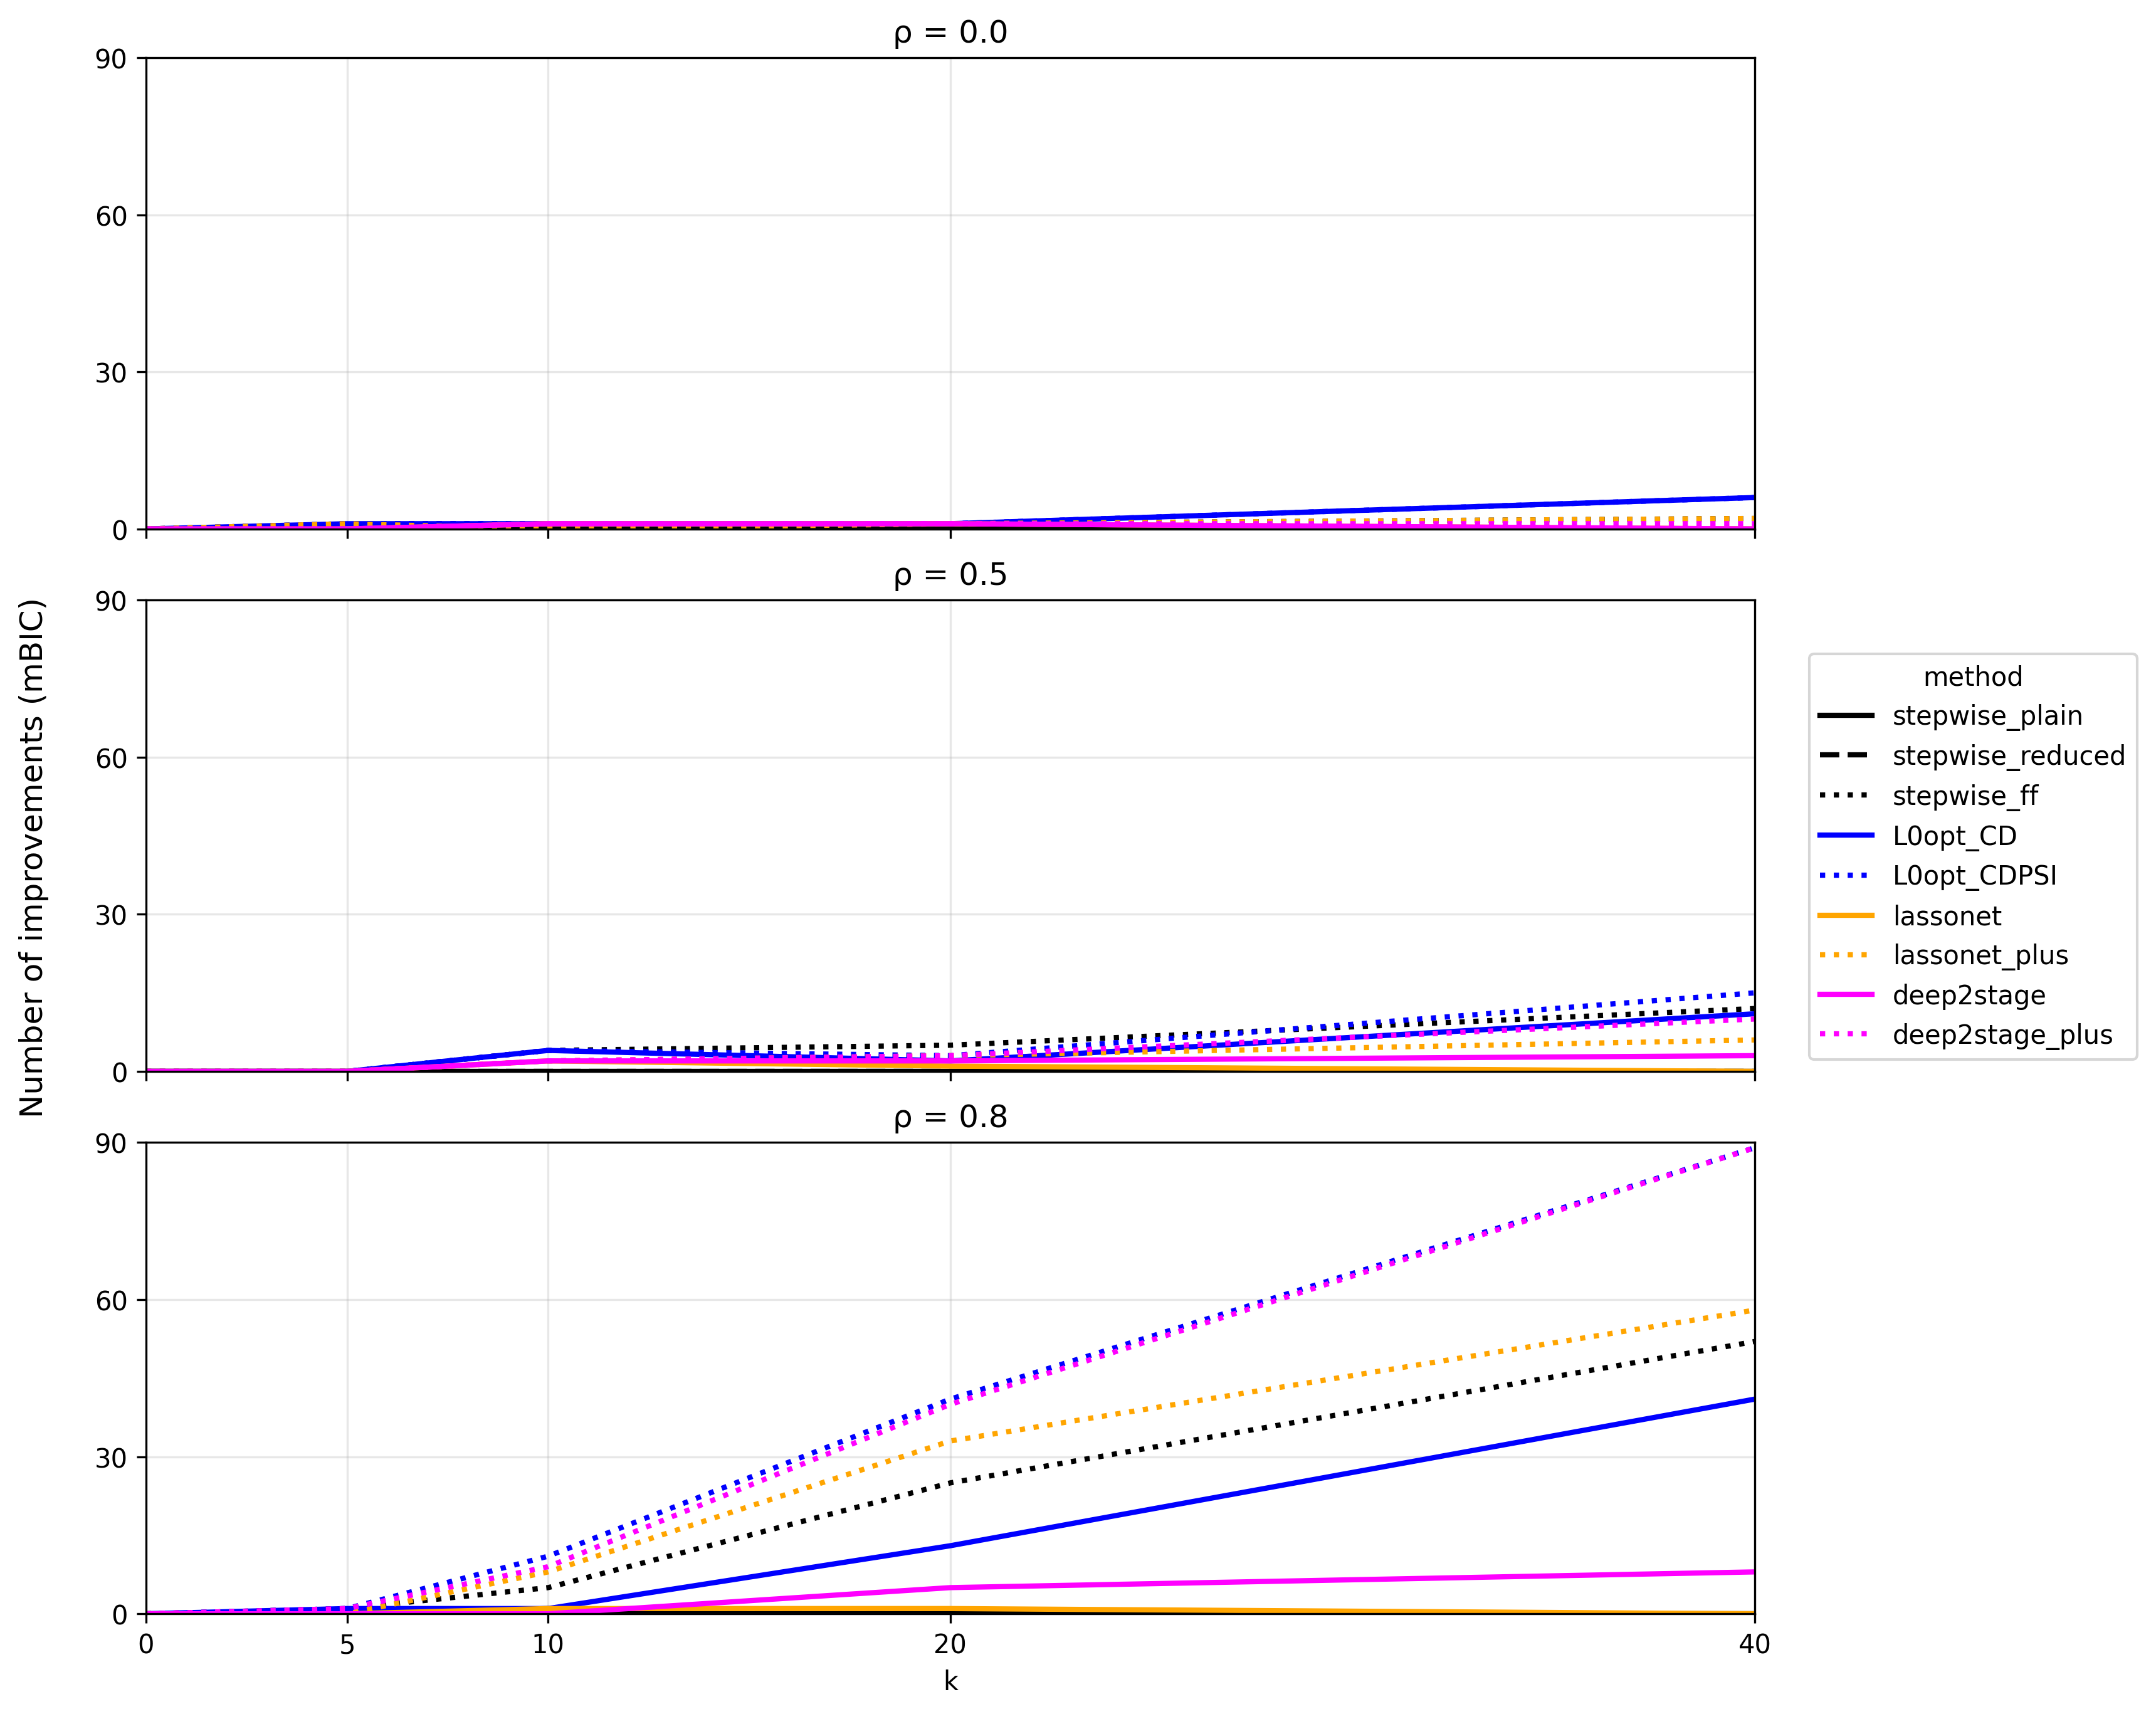 ρ = 0.0
90
60
30
0
ρ = 0.5
90
60
30
0
Number of improvements (mBIC)
ρ = 0.8
90
60
30
0
0 5 10 20 40
k
method
stepwise_plain
stepwise_reduced
stepwise_ff
L0opt_CD
L0opt_CDPSI
lassonet
lassonet_plus
deep2stage
deep2stage_plus